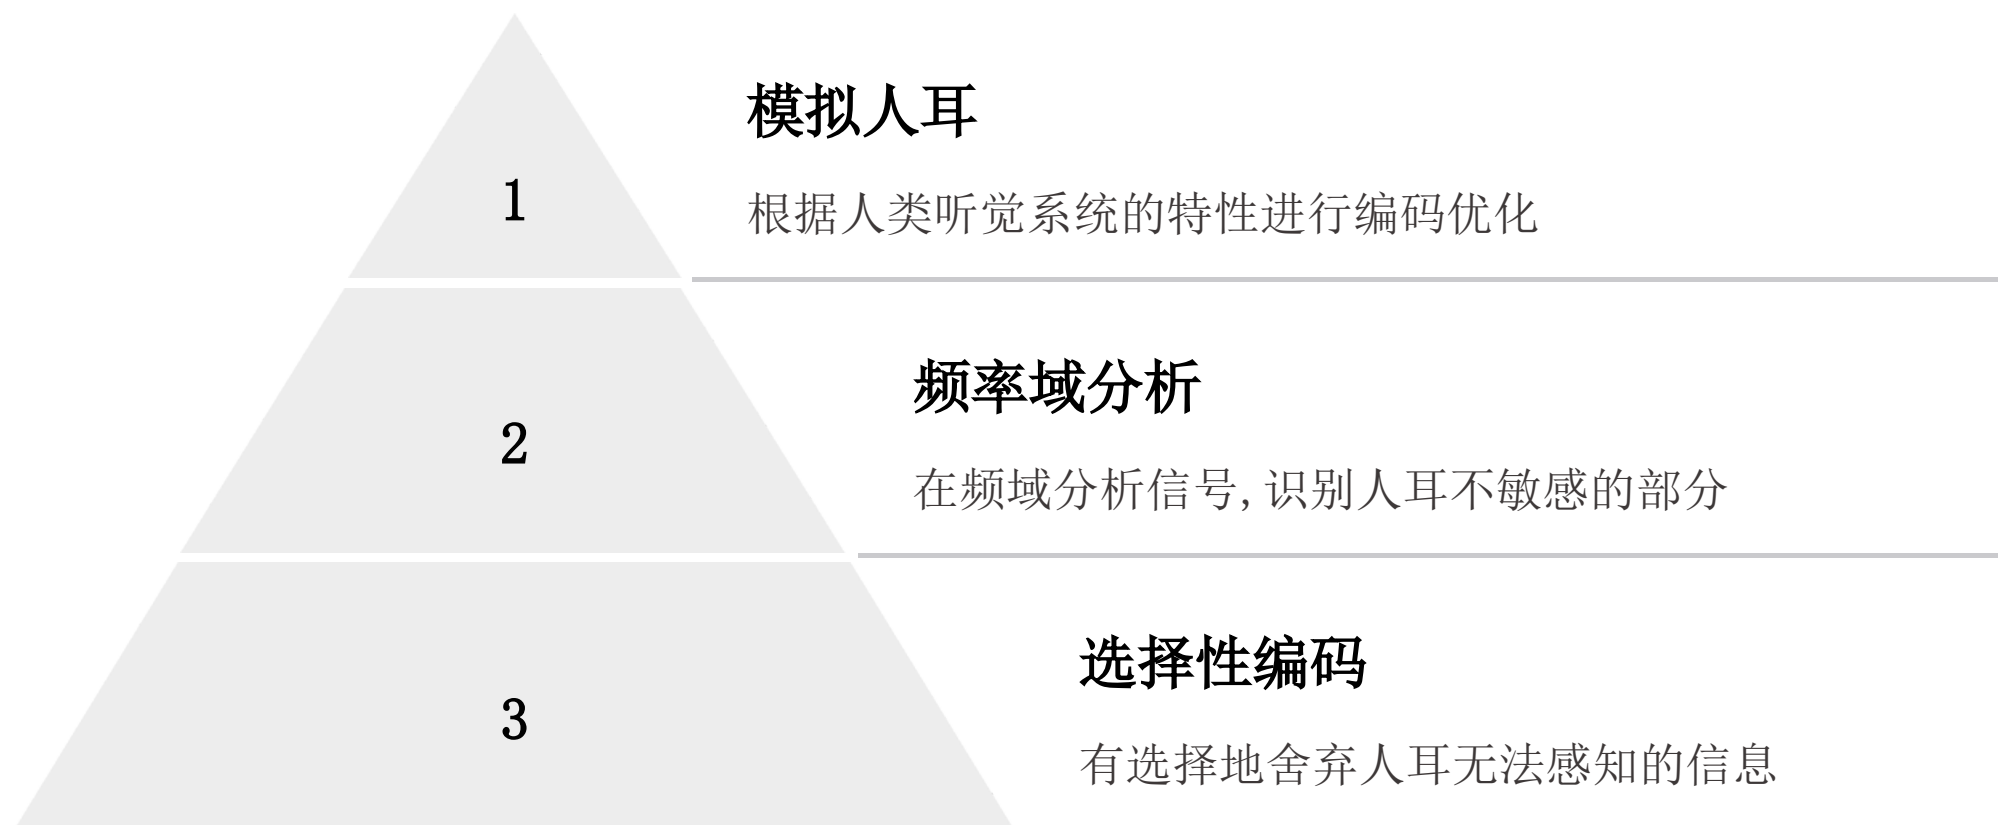 模拟人耳
1
根据人类听觉系统的特性进行编码优化
频率域分析
2
在频域分析信号,识别人耳不敏感的部分
选择性编码
3
有选择地舍弃人耳无法感知的信息